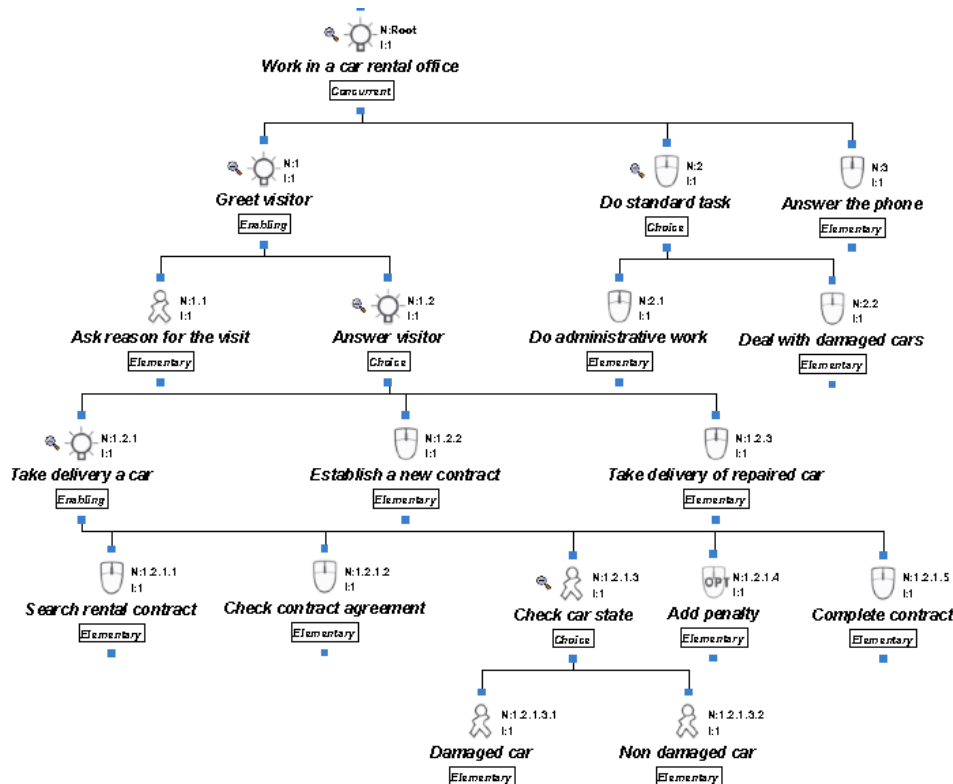 N:Root
I:1
Work in a car rental office
Concurrent
N:1
I:1
Greet visitor
Enabling
N:2
I:1
Do standard task
Choice
N:3
I:1
Answer the phone
Elementary
N:1.1
I:1
Ask reason for the visit
Elementary
N:1.2
I:1
Answer visitor
Choice
N:2.1
I:1
Do administrative work
Elementary
N:2.2
I:1
Deal with damaged cars
Elementary
N:1.2.1
I:1
Take delivery a car
Enabling
N:1.2.2
I:1
Establish a new contract
Elementary
N:1.2.3
I:1
Take delivery of repaired car
Elementary
N:1.2.1.1
I:1
Search rental contract
Elementary
N:1.2.1.2
I:1
Check contract agreement
Elementary
N:1.2.1.3
I:1
Check car state
Choice
OPT
N:1.2.1.4
I:1
Add penalty
Elementary
N:1.2.1.5
I:1
Complete contract
Elementary
N:1.2.1.3.1
I:1
Damaged car
Elementary
N:1.2.1.3.2
I:1
Non damaged car
Elementary